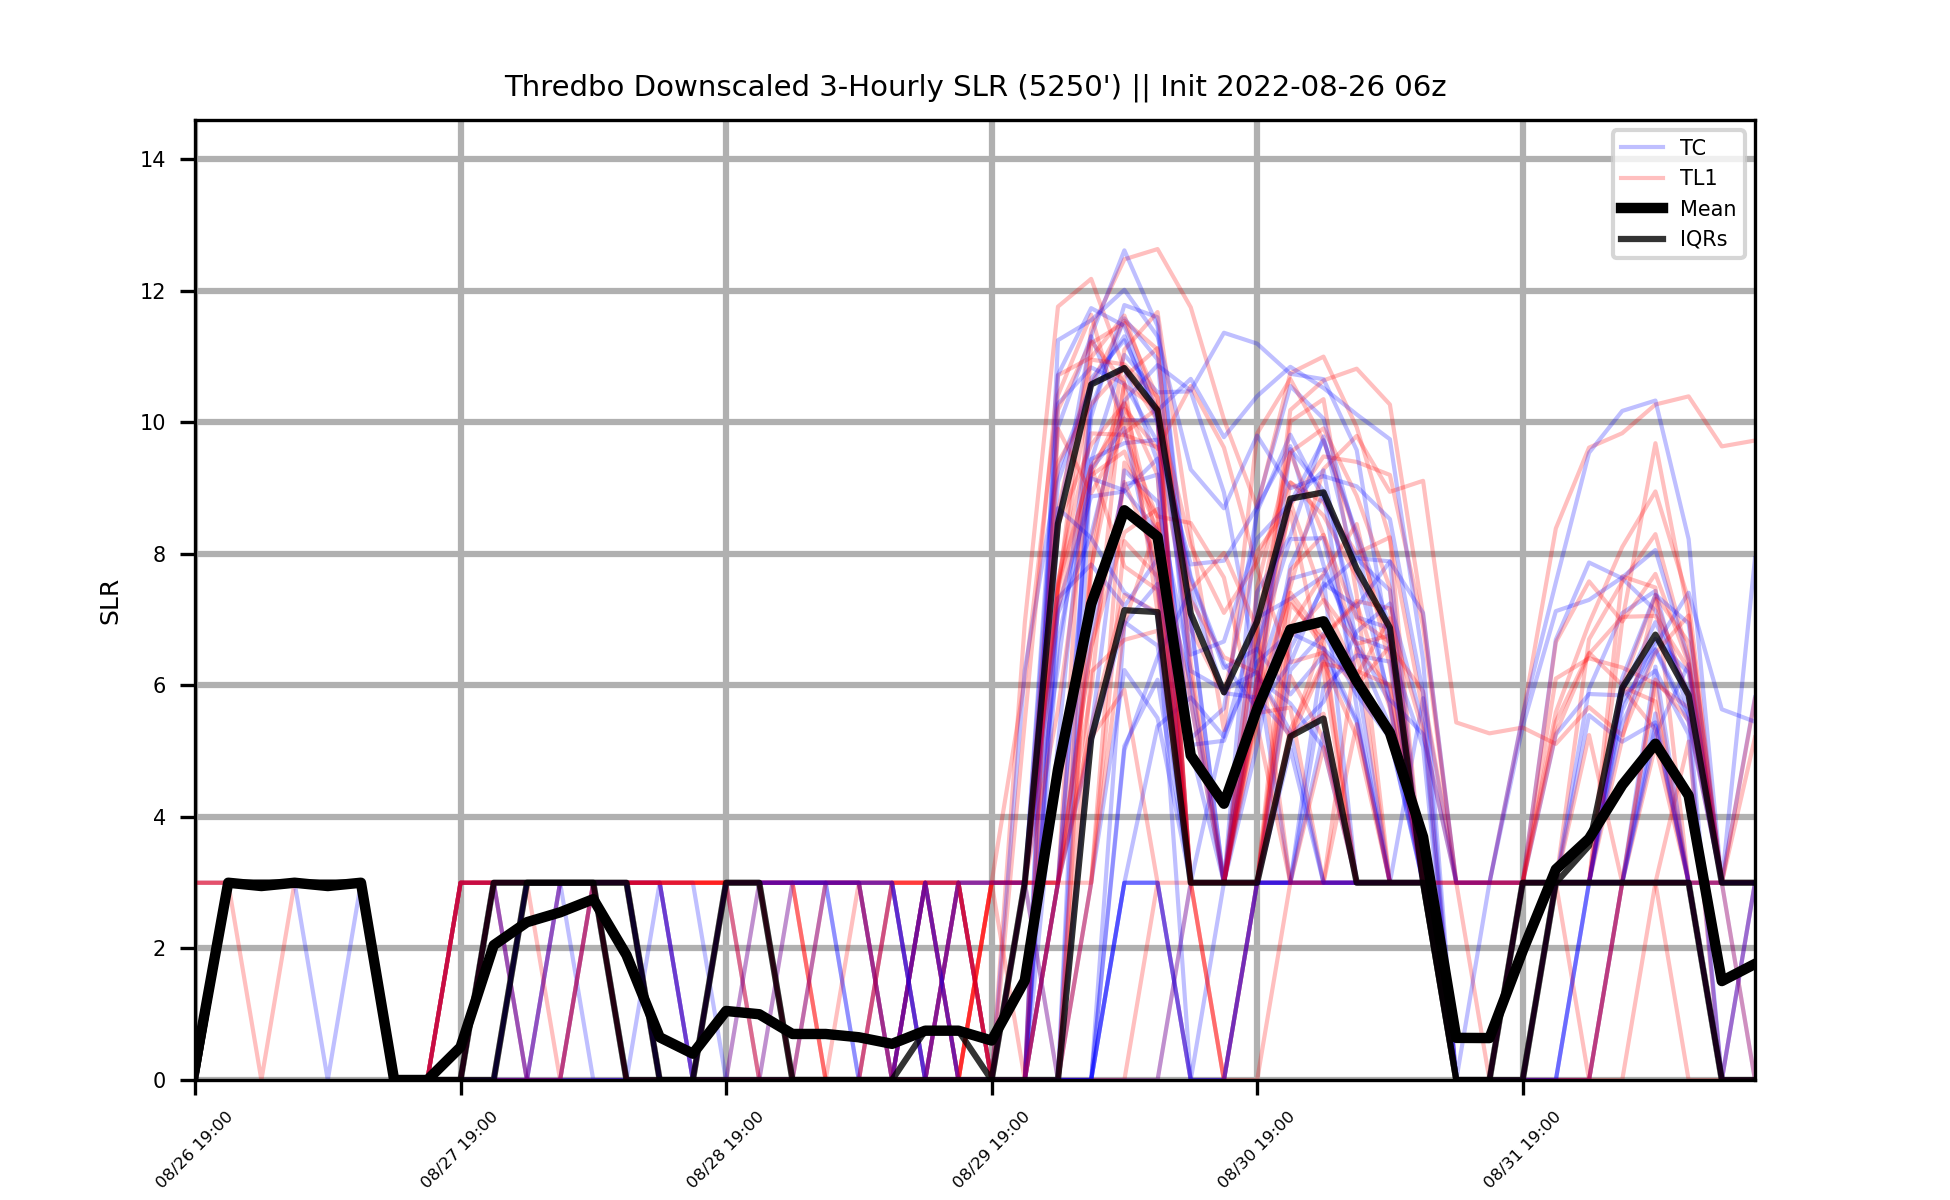 Thredbo Downscaled 3-Hourly SLR (5250') || Init 2022-08-26 06z
TC
TL1
Mean
IQRs
SLR
14
12
10
8
6
4
2
0
08/26 19:00
08/27 19:00
08/28 19:00
08/29 19:00
08/30 19:00
08/31 19:00